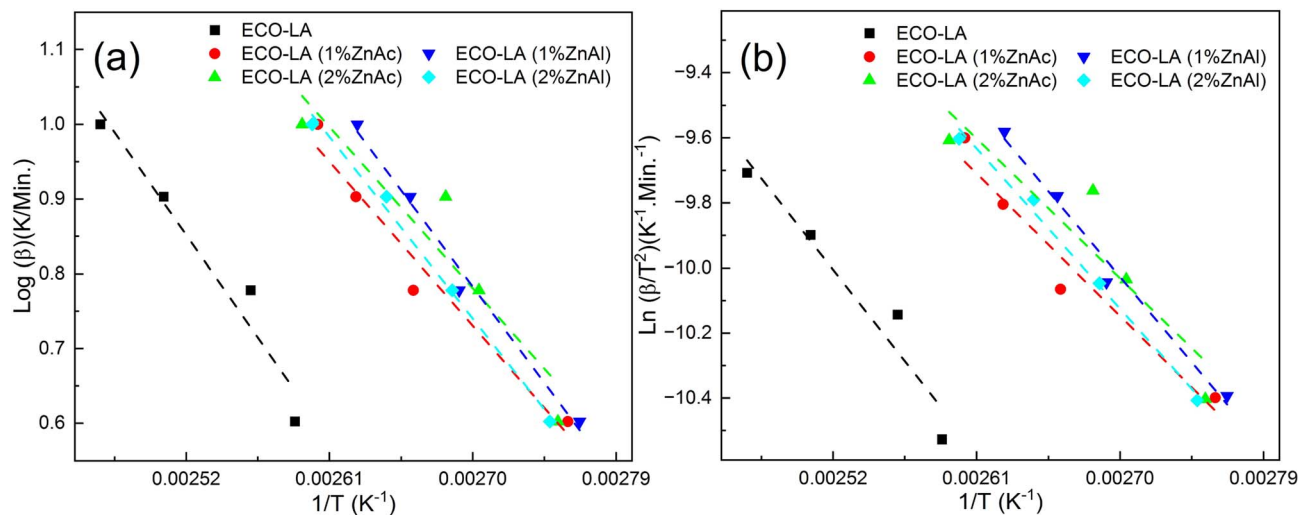 (a)
ECO-LA
ECO-LA (1%ZnAc)
ECO-LA (1%ZnAl)
ECO-LA (2%ZnAc)
ECO-LA (2%ZnAl)
Log (β)(K/Min.)
1.1
1.0
0.9
0.8
0.7
0.6
0.00252
0.00261
0.00270
0.00279
1/T (K⁻¹)
(b)
ECO-LA
ECO-LA (1%ZnAc)
ECO-LA (1%ZnAl)
ECO-LA (2%ZnAc)
ECO-LA (2%ZnAl)
Ln (β/T²)(K⁻¹.Min.⁻¹)
−9.4
−9.6
−9.8
−10.0
−10.2
−10.4
0.00252
0.00261
0.00270
0.00279
1/T (K⁻¹)